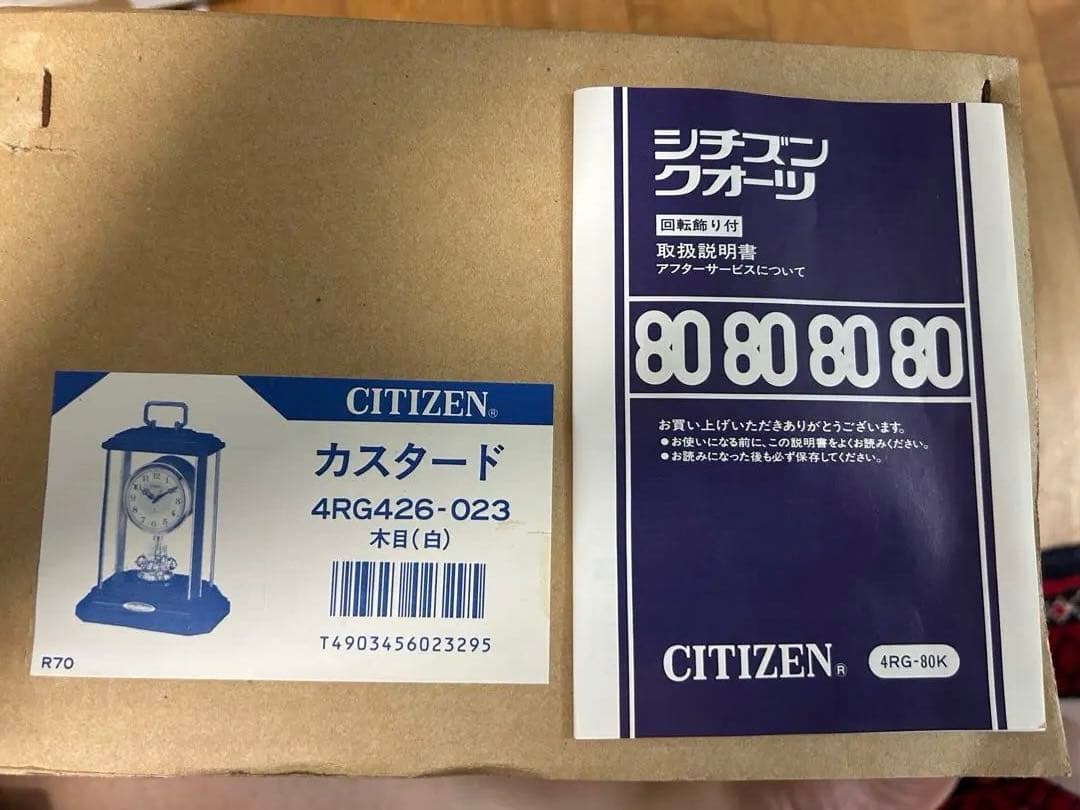 CITIZEN®
カスタード
4RG426-023
木目(白)
T4903456023295
R70
シチズン
クオーツ
回転飾り付
取扱説明書
アフターサービスについて
80 80 80 80
お買い上げいただきありがとうございます。
●お使いになる前に、この説明書をよくお読みください。
●お読みになった後も必ず保存してください。
CITIZEN® 4RG-80K